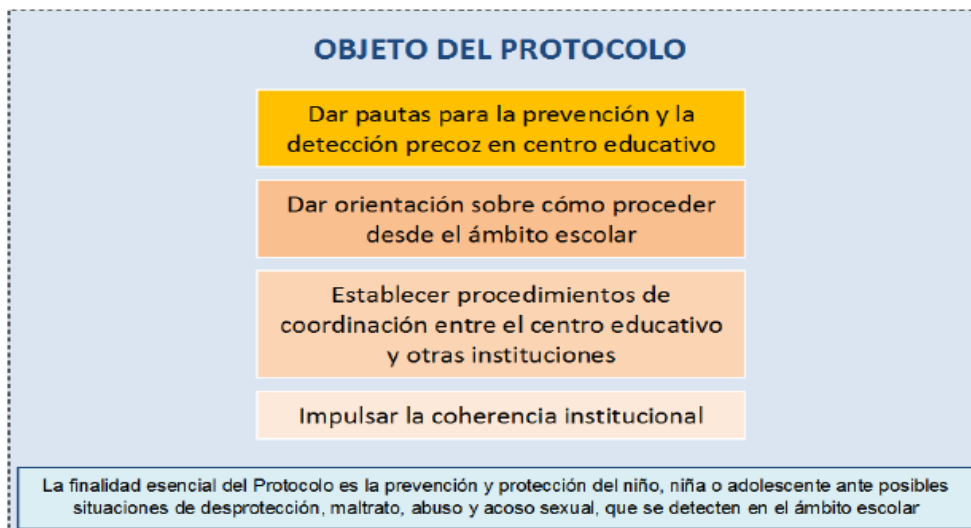 OBJETO DEL PROTOCOLO
Dar pautas para la prevención y la
detección precoz en centro educativo
Dar orientación sobre cómo proceder
desde el ámbito escolar
Establecer procedimientos de
coordinación entre el centro educativo
y otras instituciones
Impulsar la coherencia institucional
La finalidad esencial del Protocolo es la prevención y protección del niño, niña o adolescente ante posibles
situaciones de desprotección, maltrato, abuso y acoso sexual, que se detecten en el ámbito escolar